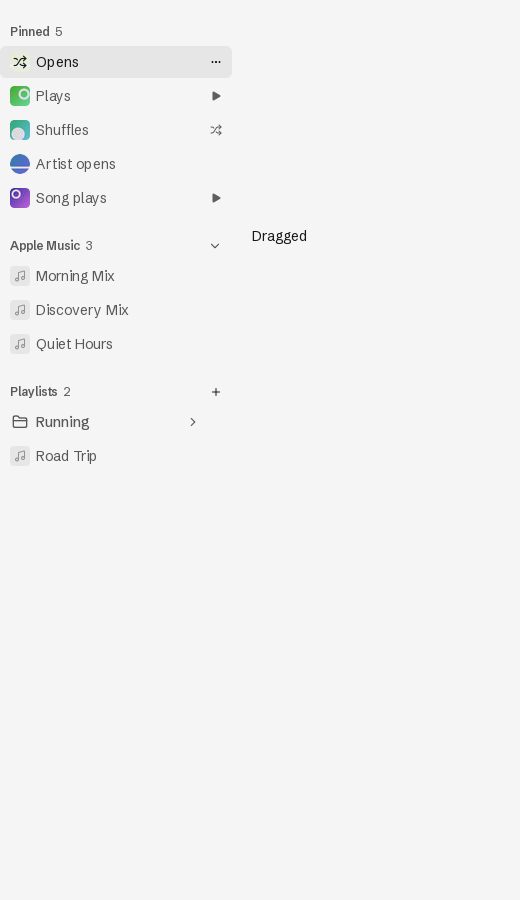 Pinned 5
Opens
Plays
Shuffles
Artist opens
Song plays
Dragged
Apple Music 3
Morning Mix
Discovery Mix
Quiet Hours
Playlists 2
Running
Road Trip